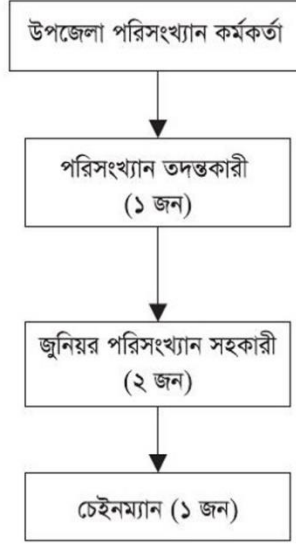 উপজেলা পরিসংখ্যান কর্মকর্তা
পরিসংখ্যান তদন্তকারী
(১ জন)
জুনিয়র পরিসংখ্যান সহকারী
(২ জন)
চেইনম্যান (১ জন)